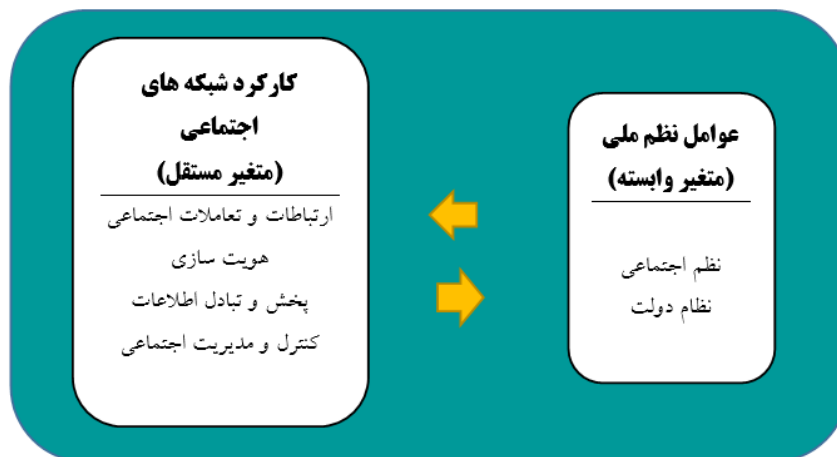 عوامل نظم ملی
(متغیر وابسته)
نظم اجتماعی
نظام دولت
کارکرد شبکه های
اجتماعی
(متغیر مستقل)
ارتباطات و تعاملات اجتماعی
هویت سازی
پخش و تبادل اطلاعات
کنترل و مدیریت اجتماعی